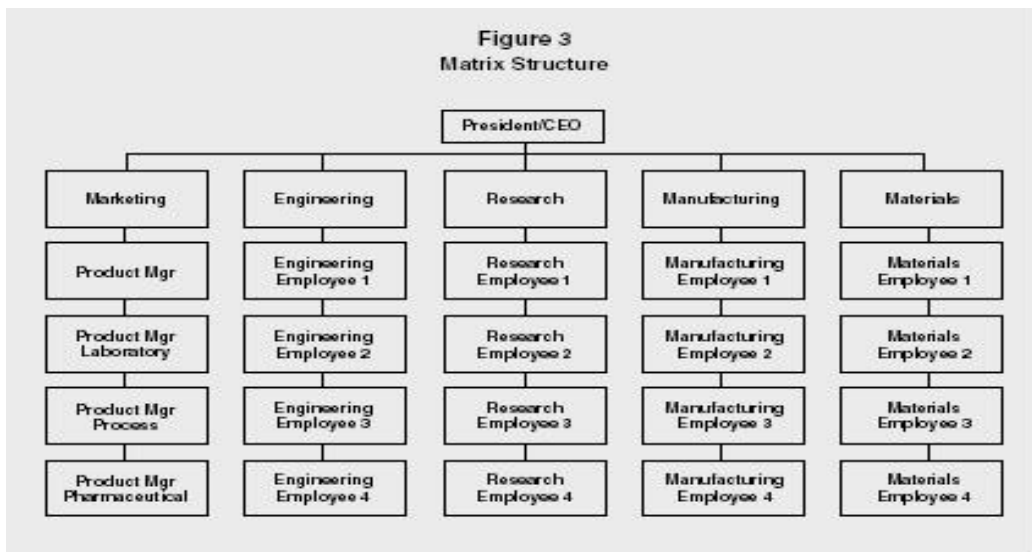 Figure 3
Matrix Structure
President/CEO
Marketing
Engineering
Research
Manufacturing
Materials
Product Mgr
Engineering
Employee 1
Research
Employee 1
Manufacturing
Employee 1
Materials
Employee 1
Product Mgr
Laboratory
Engineering
Employee 2
Research
Employee 2
Manufacturing
Employee 2
Materials
Employee 2
Product Mgr
Process
Engineering
Employee 3
Research
Employee 3
Manufacturing
Employee 3
Materials
Employee 3
Product Mgr
Pharmaceutical
Engineering
Employee 4
Research
Employee 4
Manufacturing
Employee 4
Materials
Employee 4